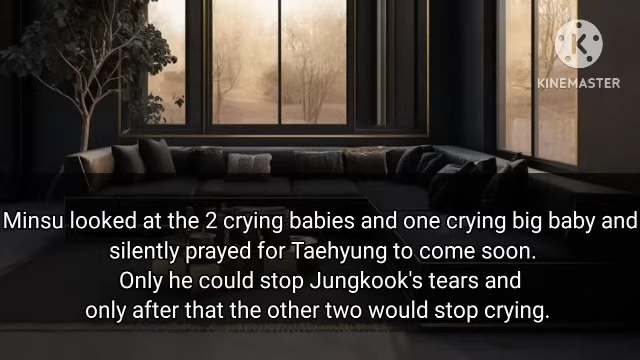 KINEMASTER
Minsu looked at the 2 crying babies and one crying big baby and
silently prayed for Taehyung to come soon.
Only he could stop Jungkook's tears and
only after that the other two would stop crying.